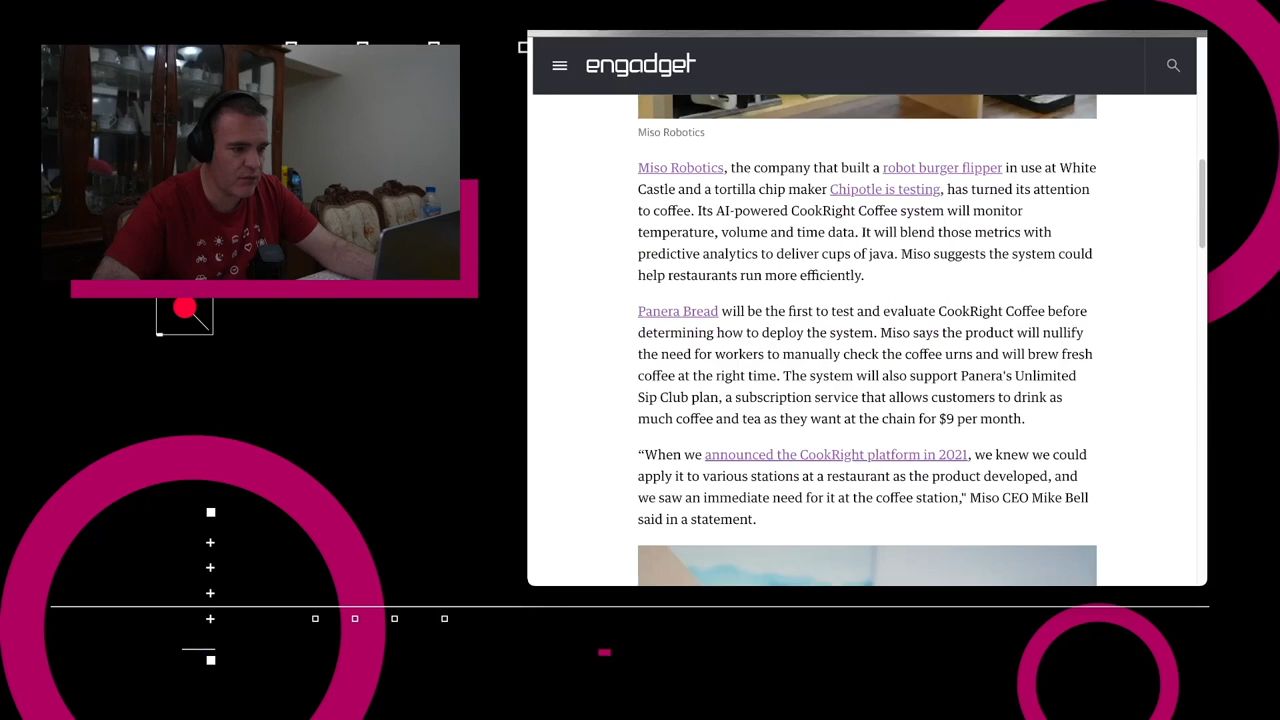 engadget
Miso Robotics
Miso Robotics, the company that built a robot burger flipper in use at White
Castle and a tortilla chip maker Chipotle is testing, has turned its attention
to coffee. Its AI-powered CookRight Coffee system will monitor
temperature, volume and time data. It will blend those metrics with
predictive analytics to deliver cups of java. Miso suggests the system could
help restaurants run more efficiently.
Panera Bread will be the first to test and evaluate CookRight Coffee before
determining how to deploy the system. Miso says the product will nullify
the need for workers to manually check the coffee urns and will brew fresh
coffee at the right time. The system will also support Panera's Unlimited
Sip Club plan, a subscription service that allows customers to drink as
much coffee and tea as they want at the chain for $9 per month.
“When we announced the CookRight platform in 2021, we knew we could
apply it to various stations at a restaurant as the product developed, and
we saw an immediate need for it at the coffee station," Miso CEO Mike Bell
said in a statement.